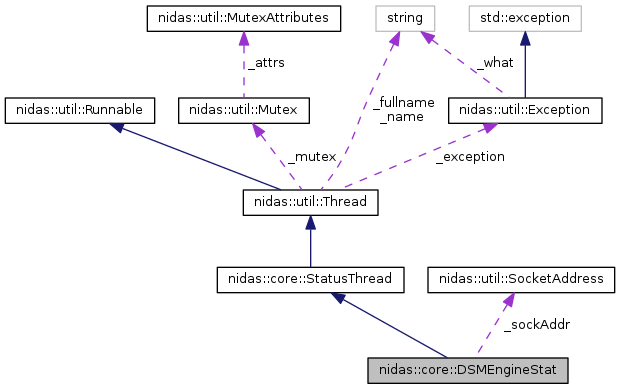 nidas::util::MutexAttributes
string
std::exception
_attrs
_what
nidas::util::Runnable
nidas::util::Mutex
_fullname
_name
nidas::util::Exception
_mutex
_exception
nidas::util::Thread
nidas::core::StatusThread
nidas::util::SocketAddress
_sockAddr
nidas::core::DSMEngineStat